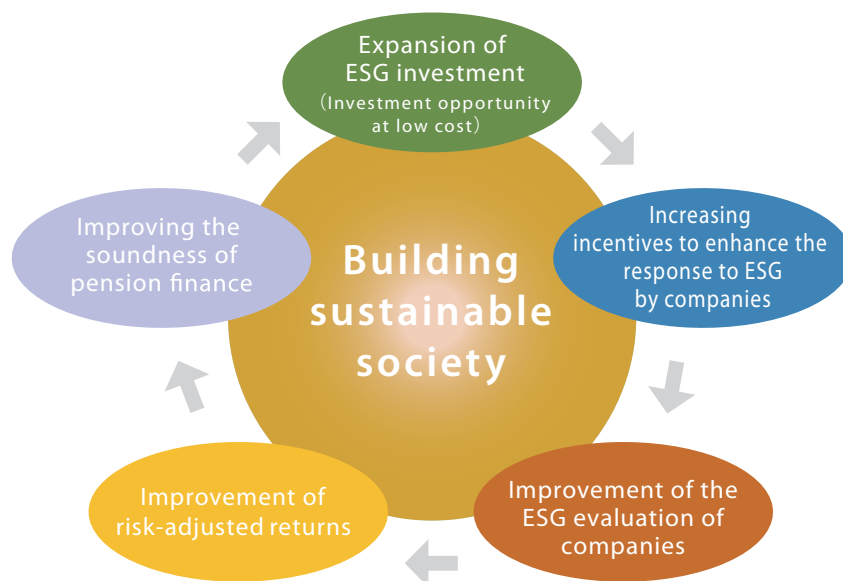 Expansion of
ESG investment
(Investment opportunity
at low cost)
Increasing
incentives to enhance the
response to ESG
by companies
Improvement of the
ESG evaluation of
companies
Improvement of
risk-adjusted returns
Improving the
soundness of
pension finance
Building
sustainable
society